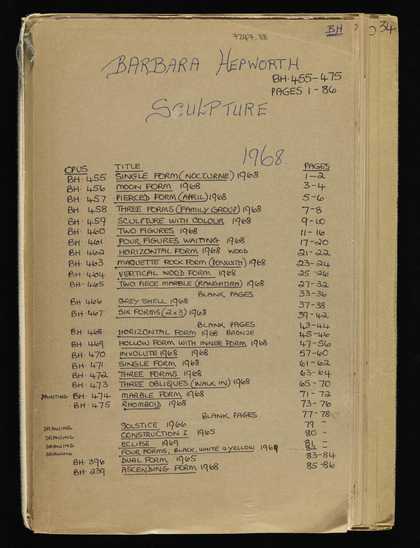 7247.38
BH
34
BARBARA HEPWORTH
BH.455-475
PAGES 1-86
SCULPTURE
1968
OPUS TITLE PAGES
BH 455 SINGLE FORM (NOCTURNE) 1968 1-2
BH 456 MOON FORM 1968 3-4
BH 457 PIERCED FORM (APRIL) 1968 5-6
BH 458 THREE FORMS (FAMILY GROUP) 1968 7-8
BH 459 SCULPTURE WITH COLOUR 1968 9-10
BH 460 TWO FIGURES 1968 11-16
BH 461 FOUR FIGURES WAITING 1968 17-20
BH 462 HORIZONTAL FORM 1968 WOOD 21-22
BH 463 MAQUETTE ROCK FORM (PENWITH) 1968 23-24
BH 464 VERTICAL WOOD FORM 1968 25-26
BH 465 TWO PIECE MARBLE (RANGATIRA) 1968 27-32
BLANK PAGES 33-36
BH 466 GREY SHELL 1968 37-38
BH 467 SIX FORMS (2x3) 1968 39-42
BLANK PAGES 43-44
BH 468 HORIZONTAL FORM 1968 BRONZE 45-46
BH 469 HOLLOW FORM WITH INNER FORM 1968 47-56
BH 470 INVOLUTE 1968 1968 57-60
BH 471 SINGLE FORM 1968 61-62
BH 472 THREE FORMS 1968 63-64
BH 473 THREE OBLIQUES (WALK IN) 1968 65-70
BH 474 MARBLE FORM 1968 71-72
BH 475 RHOMBOID 1968 73-76
BLANK PAGES 77-78
DRAWING SOLSTICE 1966 79 -
DRAWING CONSTRUCTION I 1965 80 -
DRAWING ECLIPSE 1969 81 -
DRAWING FOUR FORMS, BLACK, WHITE & YELLOW 1968 82 -
BH 396 DUAL FORM 1965 83-84
BH 239 ASCENDING FORM 1968 85-86